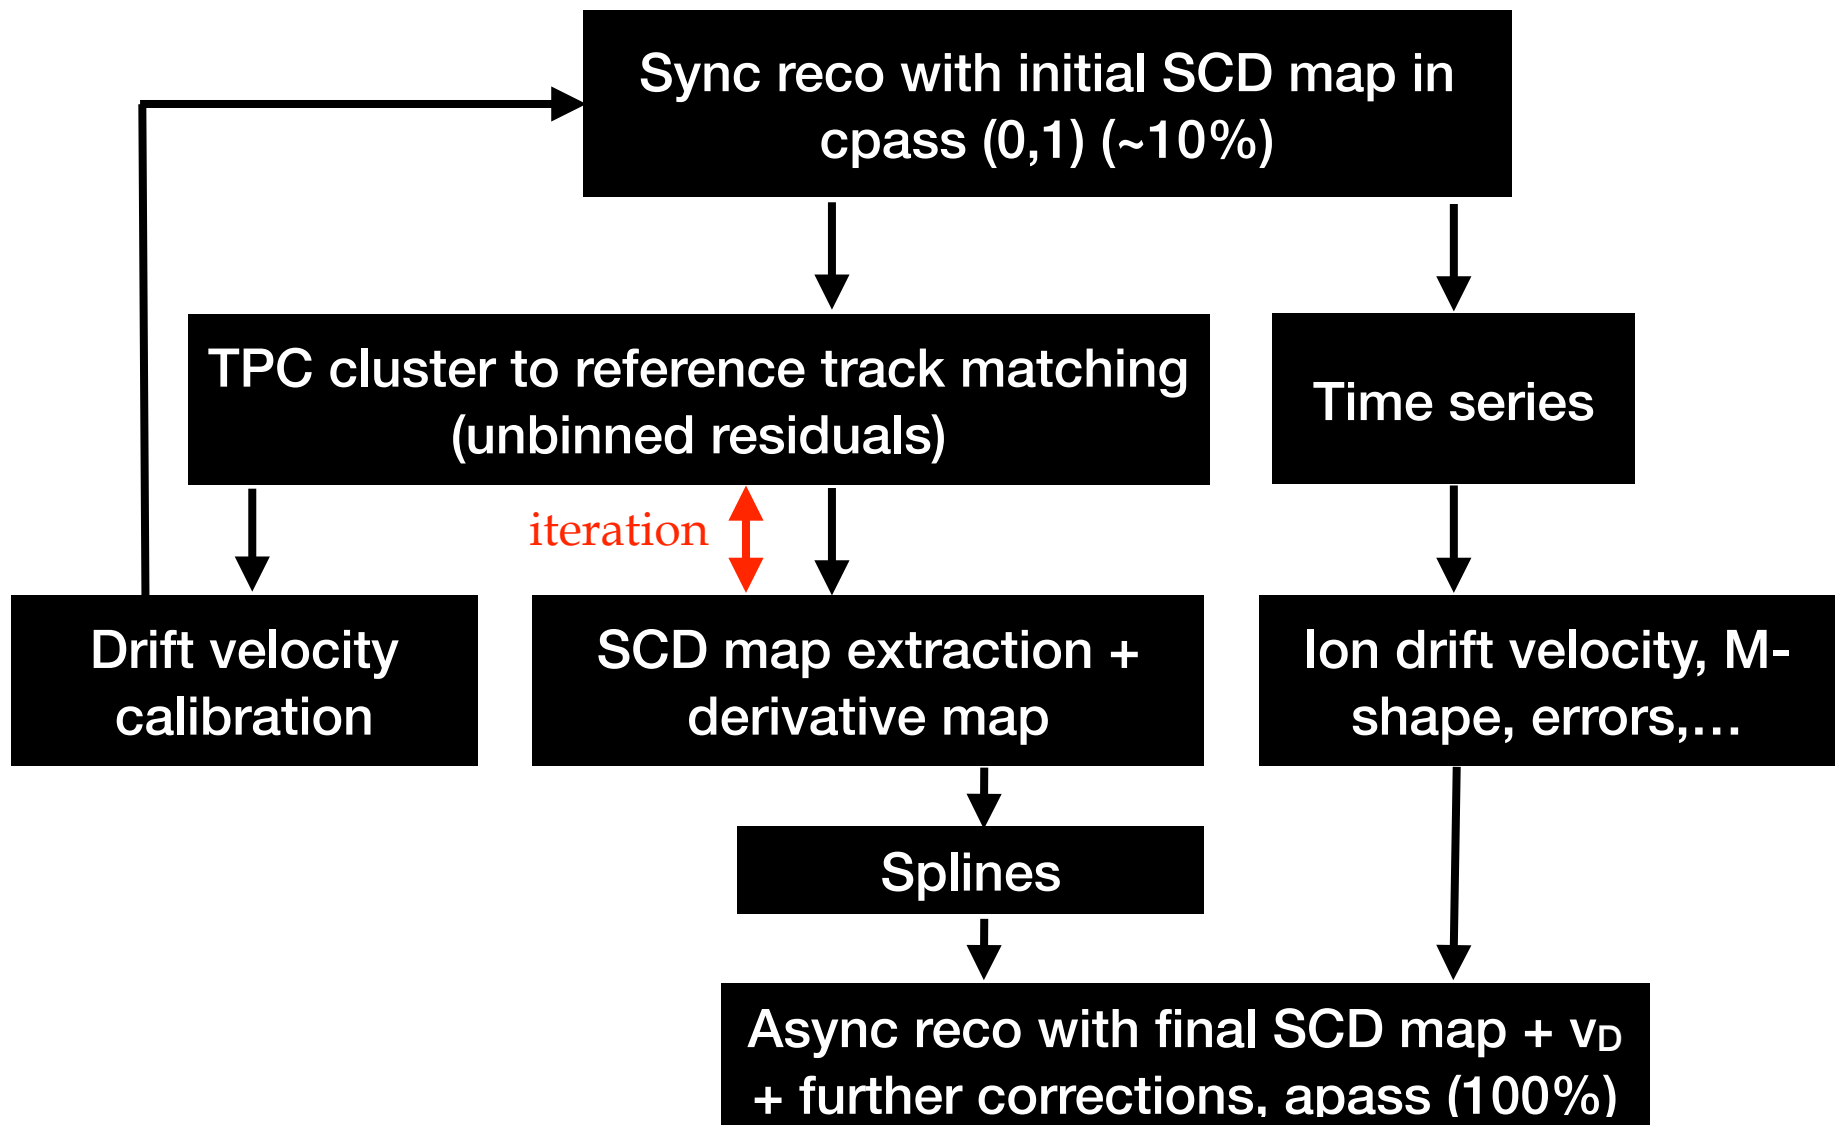 Sync reco with initial SCD map in
cpass (0,1) (~10%)
TPC cluster to reference track matching
(unbinned residuals)
Time series
iteration
Drift velocity
calibration
SCD map extraction +
derivative map
Ion drift velocity, M-
shape, errors,…
Splines
Async reco with final SCD map + vD
+ further corrections, apass (100%)